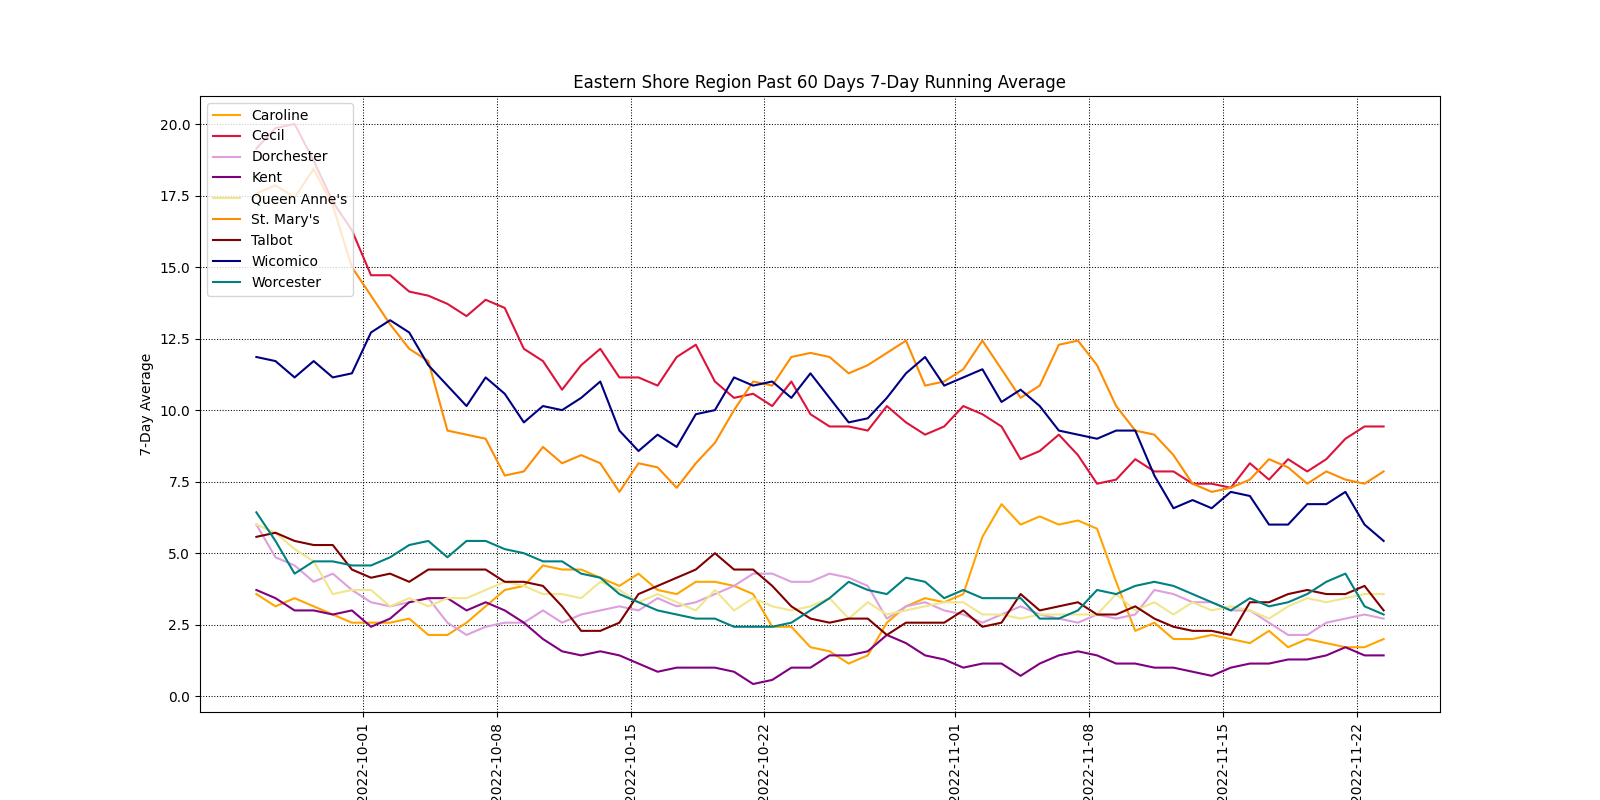 Eastern Shore Region Past 60 Days 7-Day Running Average
Caroline
Cecil
Dorchester
Kent
Queen Anne's
St. Mary's
Talbot
Wicomico
Worcester
20.0
17.5
15.0
12.5
10.0
7.5
5.0
2.5
0.0
7-Day Average
2022-10-01
2022-10-08
2022-10-15
2022-10-22
2022-11-01
2022-11-08
2022-11-15
2022-11-22